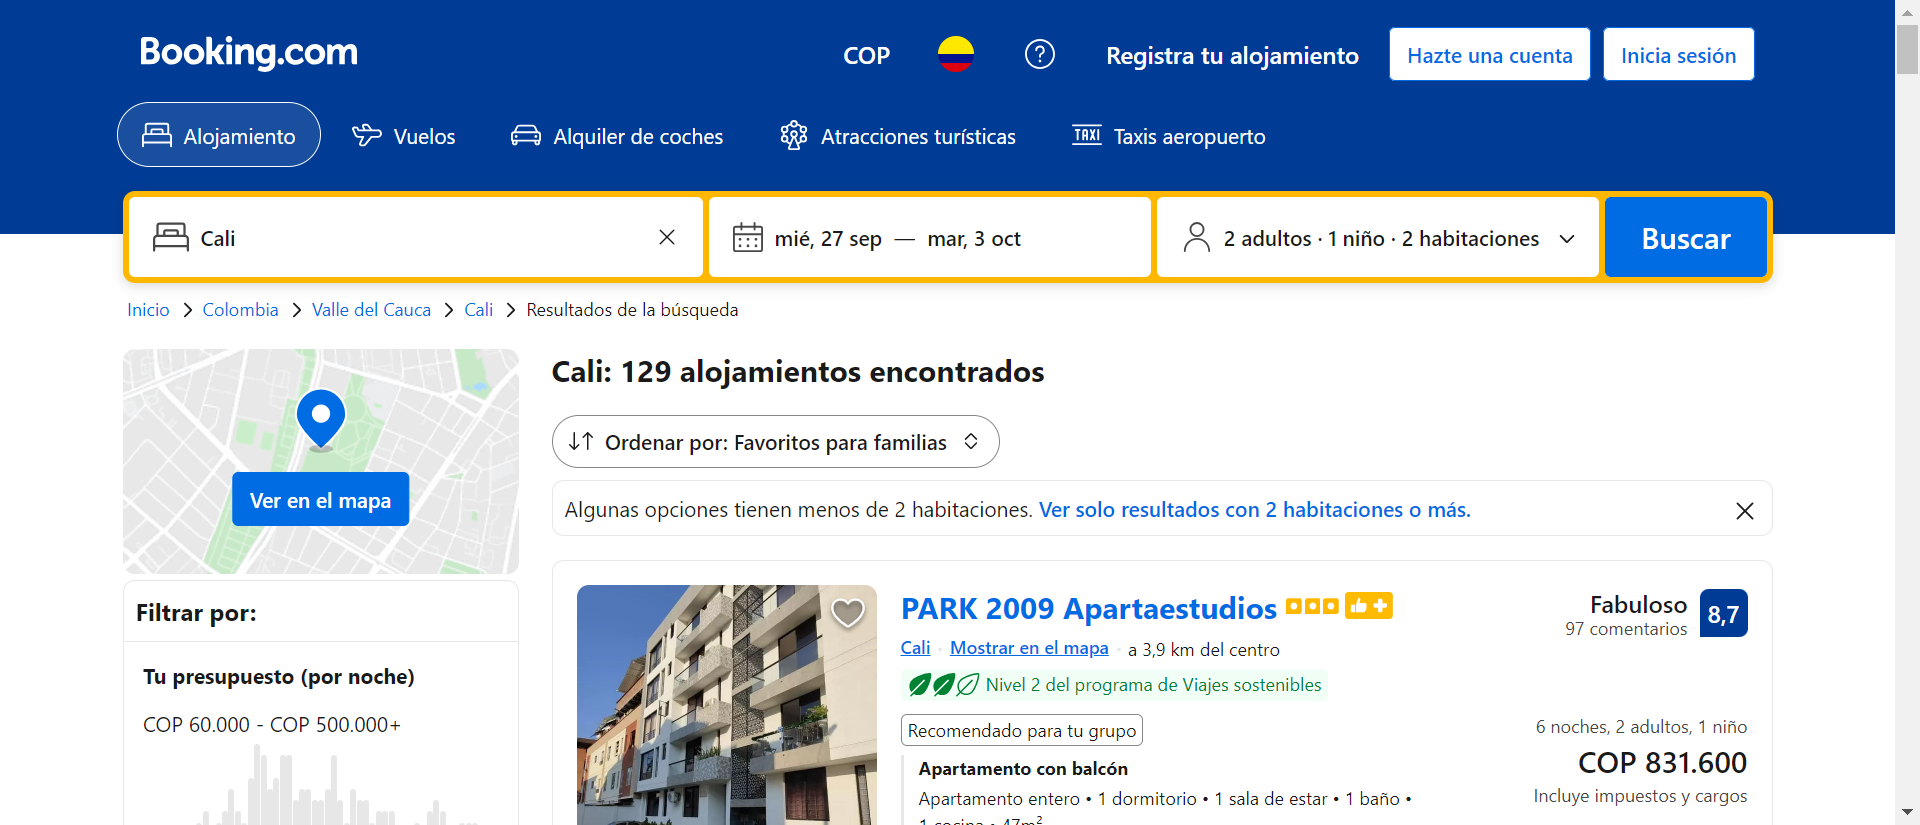 Booking.com
COP
Registra tu alojamiento
Hazte una cuenta
Inicia sesión
Alojamiento
Vuelos
Alquiler de coches
Atracciones turísticas
TAXI Taxis aeropuerto
Cali
mié, 27 sep — mar, 3 oct
2 adultos · 1 niño · 2 habitaciones
Buscar
Inicio > Colombia > Valle del Cauca > Cali > Resultados de la búsqueda
Ver en el mapa
Filtrar por:
Tu presupuesto (por noche)
COP 60.000 - COP 500.000+
Cali: 129 alojamientos encontrados
Ordenar por: Favoritos para familias
Algunas opciones tienen menos de 2 habitaciones. Ver solo resultados con 2 habitaciones o más.
PARK 2009 Apartaestudios
Cali · Mostrar en el mapa · a 3,9 km del centro
Nivel 2 del programa de Viajes sostenibles
Recomendado para tu grupo
Apartamento con balcón
Apartamento entero • 1 dormitorio • 1 sala de estar • 1 baño •
1 cocina • 47m²
Fabuloso
97 comentarios
8,7
6 noches, 2 adultos, 1 niño
COP 831.600
Incluye impuestos y cargos